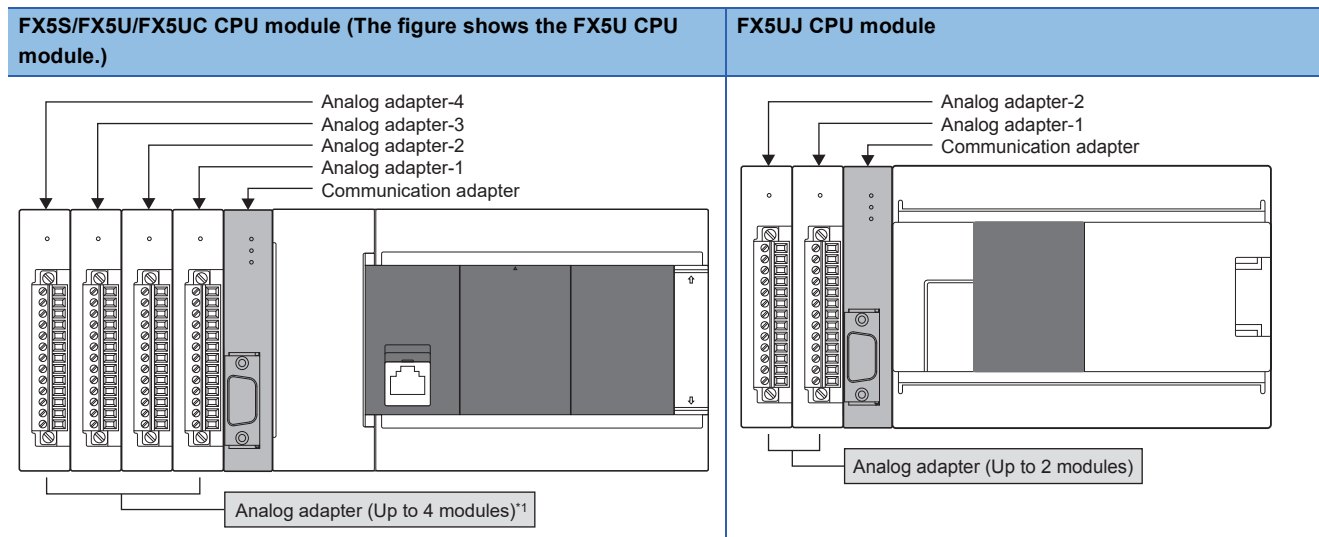 FX5S/FX5U/FX5UC CPU module (The figure shows the FX5U CPU
module.)
Analog adapter-4
Analog adapter-3
Analog adapter-2
Analog adapter-1
Communication adapter
Analog adapter (Up to 4 modules)*1
FX5UJ CPU module
Analog adapter-2
Analog adapter-1
Communication adapter
Analog adapter (Up to 2 modules)